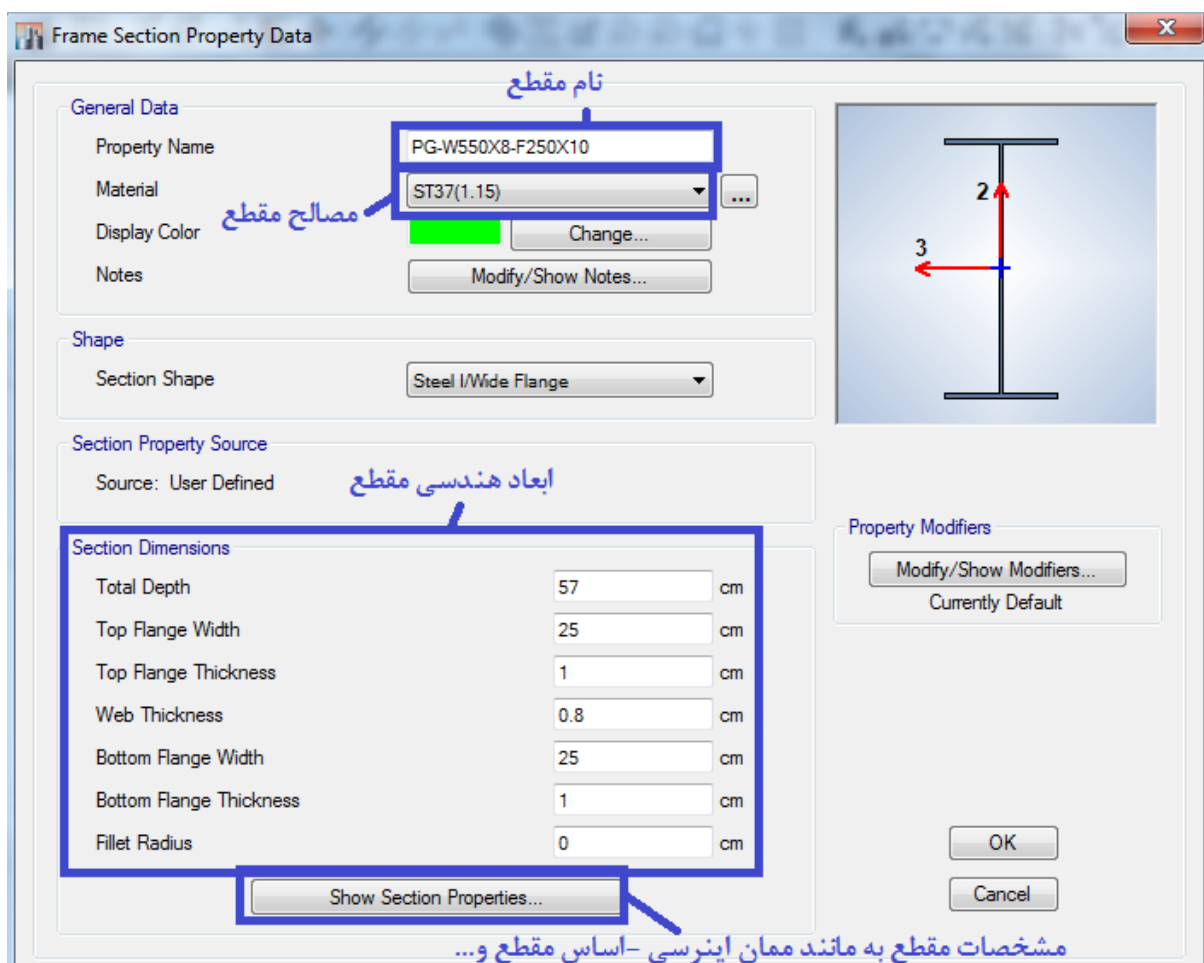 Frame Section Property Data
نام مقطع
General Data
Property Name PG-W550X8-F250X10
Material ST37(1.15) ...
مصالح مقطع
Display Color Change...
Notes Modify/Show Notes...
2
3
Shape
Section Shape Steel I/Wide Flange
Section Property Source
Source: User Defined
ابعاد هندسی مقطع
Section Dimensions
Total Depth 57 cm
Top Flange Width 25 cm
Top Flange Thickness 1 cm
Web Thickness 0.8 cm
Bottom Flange Width 25 cm
Bottom Flange Thickness 1 cm
Fillet Radius 0 cm
Show Section Properties...
Property Modifiers
Modify/Show Modifiers...
Currently Default
OK
Cancel
مشخصات مقطع به مانند ممان اینرسی -اساس مقطع و...